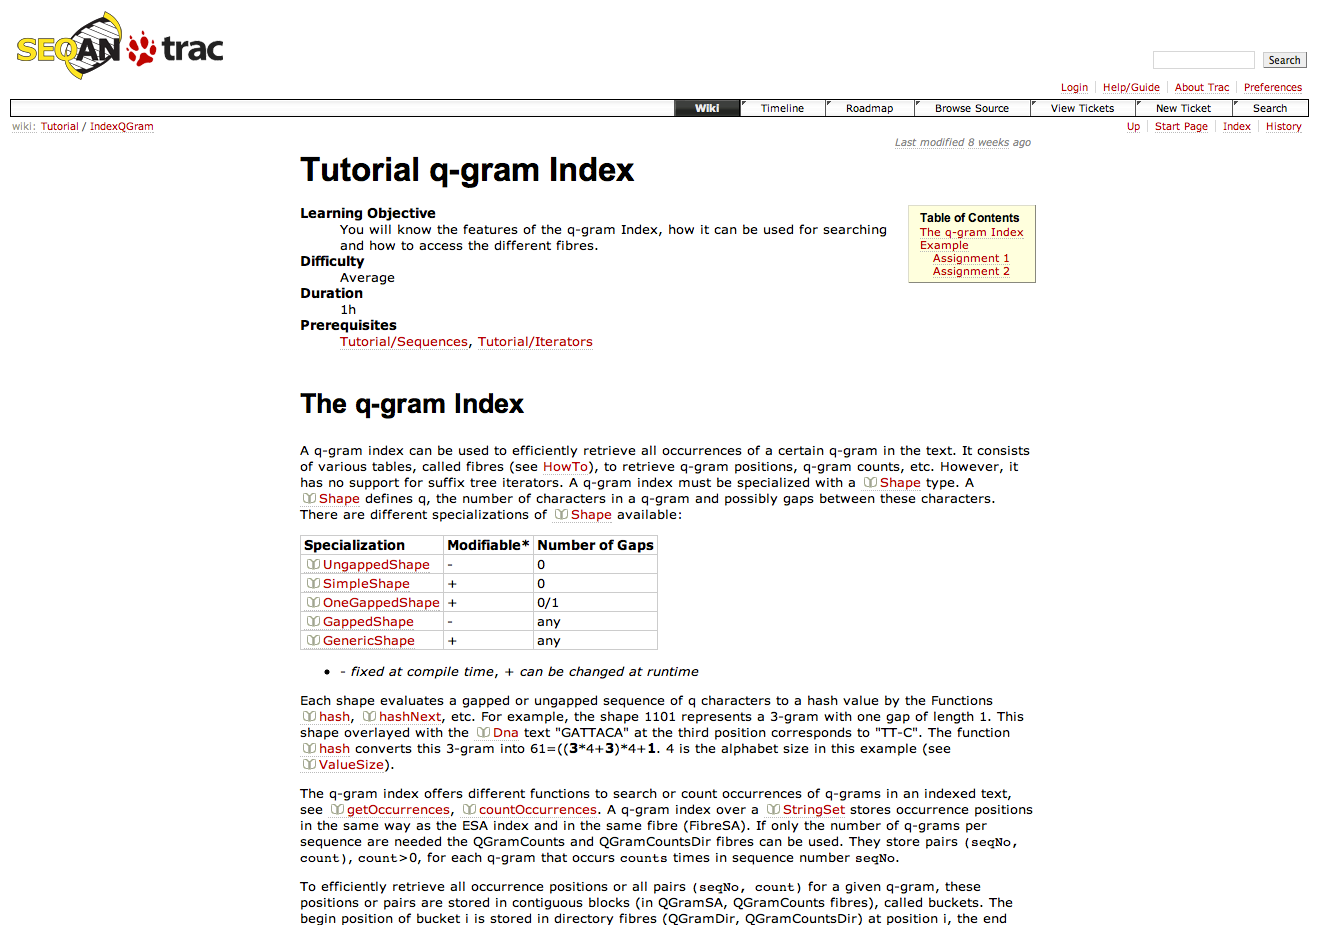 SEQAN trac
Search
Login Help/Guide About Trac Preferences
Wiki Timeline Roadmap Browse Source View Tickets New Ticket Search
wiki: Tutorial / IndexQGram Up Start Page Index History
Last modified 8 weeks ago
Tutorial q-gram Index
Learning Objective
You will know the features of the q-gram Index, how it can be used for searching
and how to access the different fibres.
Difficulty
Average
Duration
1h
Prerequisites
Tutorial/Sequences, Tutorial/Iterators
Table of Contents
The q-gram Index
Example
Assignment 1
Assignment 2
The q-gram Index
A q-gram index can be used to efficiently retrieve all occurrences of a certain q-gram in the text. It consists
of various tables, called fibres (see HowTo), to retrieve q-gram positions, q-gram counts, etc. However, it
has no support for suffix tree iterators. A q-gram index must be specialized with a Shape type. A
Shape defines q, the number of characters in a q-gram and possibly gaps between these characters.
There are different specializations of Shape available:
Specialization Modifiable* Number of Gaps
UngappedShape - 0
SimpleShape + 0
OneGappedShape + 0/1
GappedShape - any
GenericShape + any
• - fixed at compile time, + can be changed at runtime
Each shape evaluates a gapped or ungapped sequence of q characters to a hash value by the Functions
hash, hashNext, etc. For example, the shape 1101 represents a 3-gram with one gap of length 1. This
shape overlayed with the Dna text "GATTACA" at the third position corresponds to "TT-C". The function
hash converts this 3-gram into 61=((3*4+3)*4+1. 4 is the alphabet size in this example (see
ValueSize).
The q-gram index offers different functions to search or count occurrences of q-grams in an indexed text,
see getOccurrences, countOccurrences. A q-gram index over a StringSet stores occurrence positions
in the same way as the ESA index and in the same fibre (FibreSA). If only the number of q-grams per
sequence are needed the QGramCounts and QGramCountsDir fibres can be used. They store pairs (seqNo,
count), count>0, for each q-gram that occurs counts times in sequence number seqNo.
To efficiently retrieve all occurrence positions or all pairs (seqNo, count) for a given q-gram, these
positions or pairs are stored in contiguous blocks (in QGramSA, QGramCounts fibres), called buckets. The
begin position of bucket i is stored in directory fibres (QGramDir, QGramCountsDir) at position i, the end